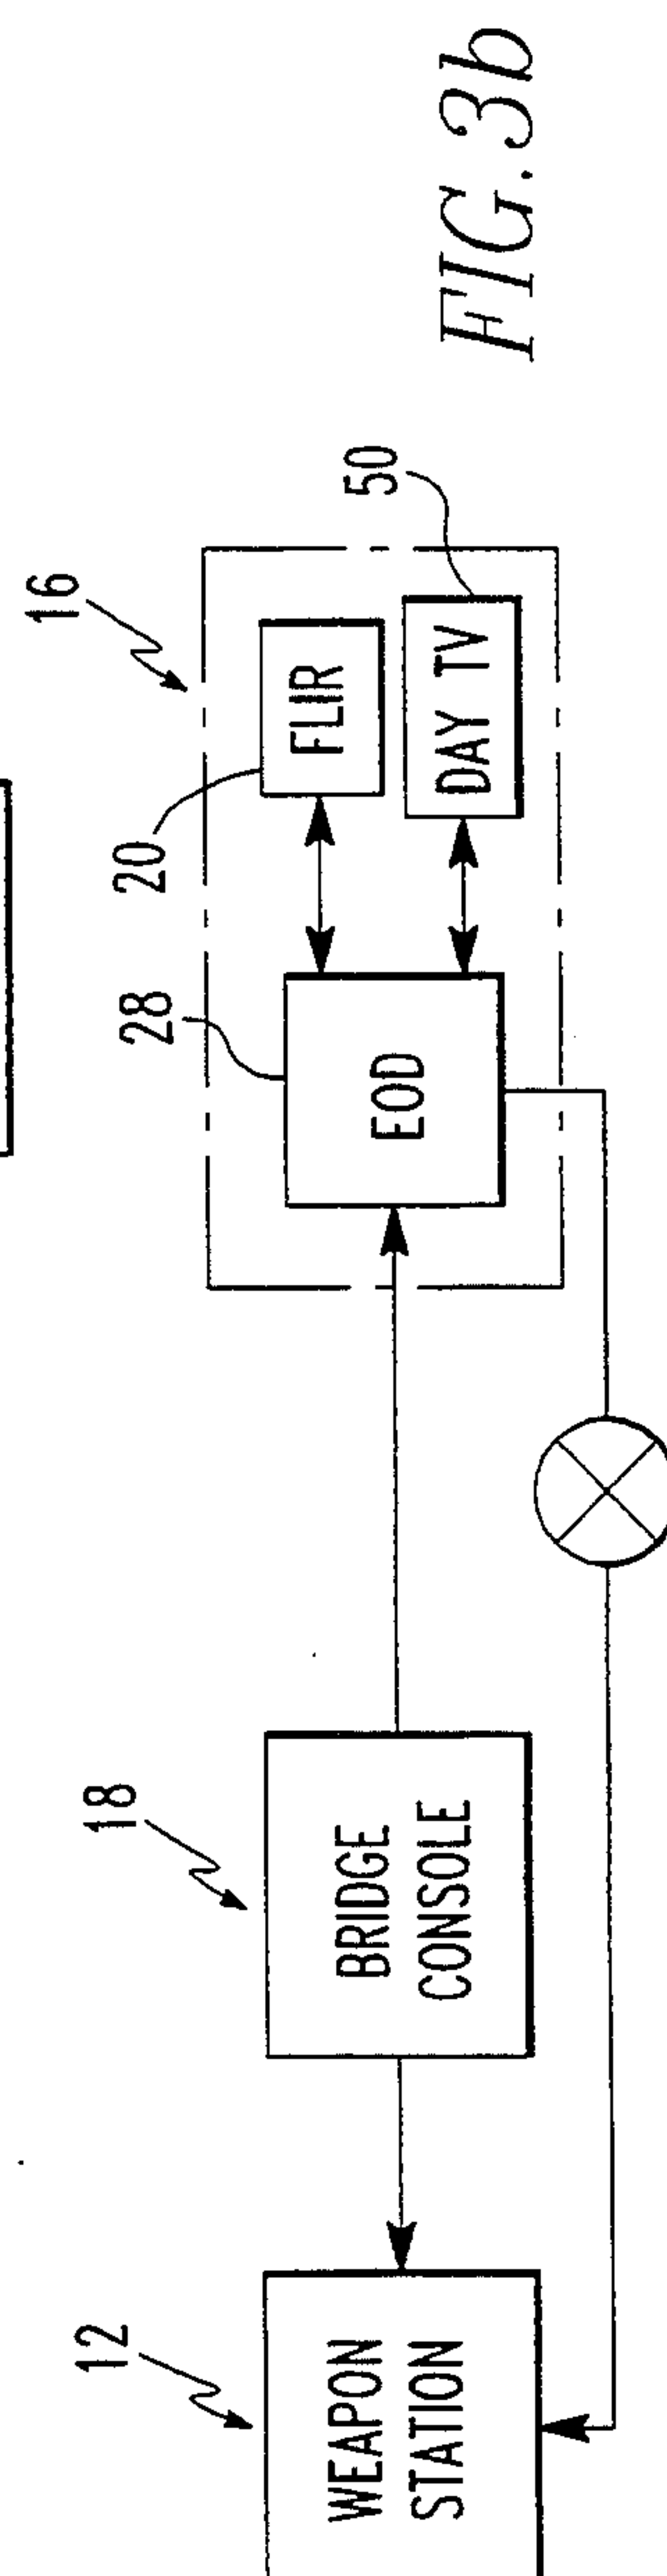 12
WEAPON
STATION
18
BRIDGE
CONSOLE
16
28
EOD
20
FLIR
50
DAY TV
FIG. 3b